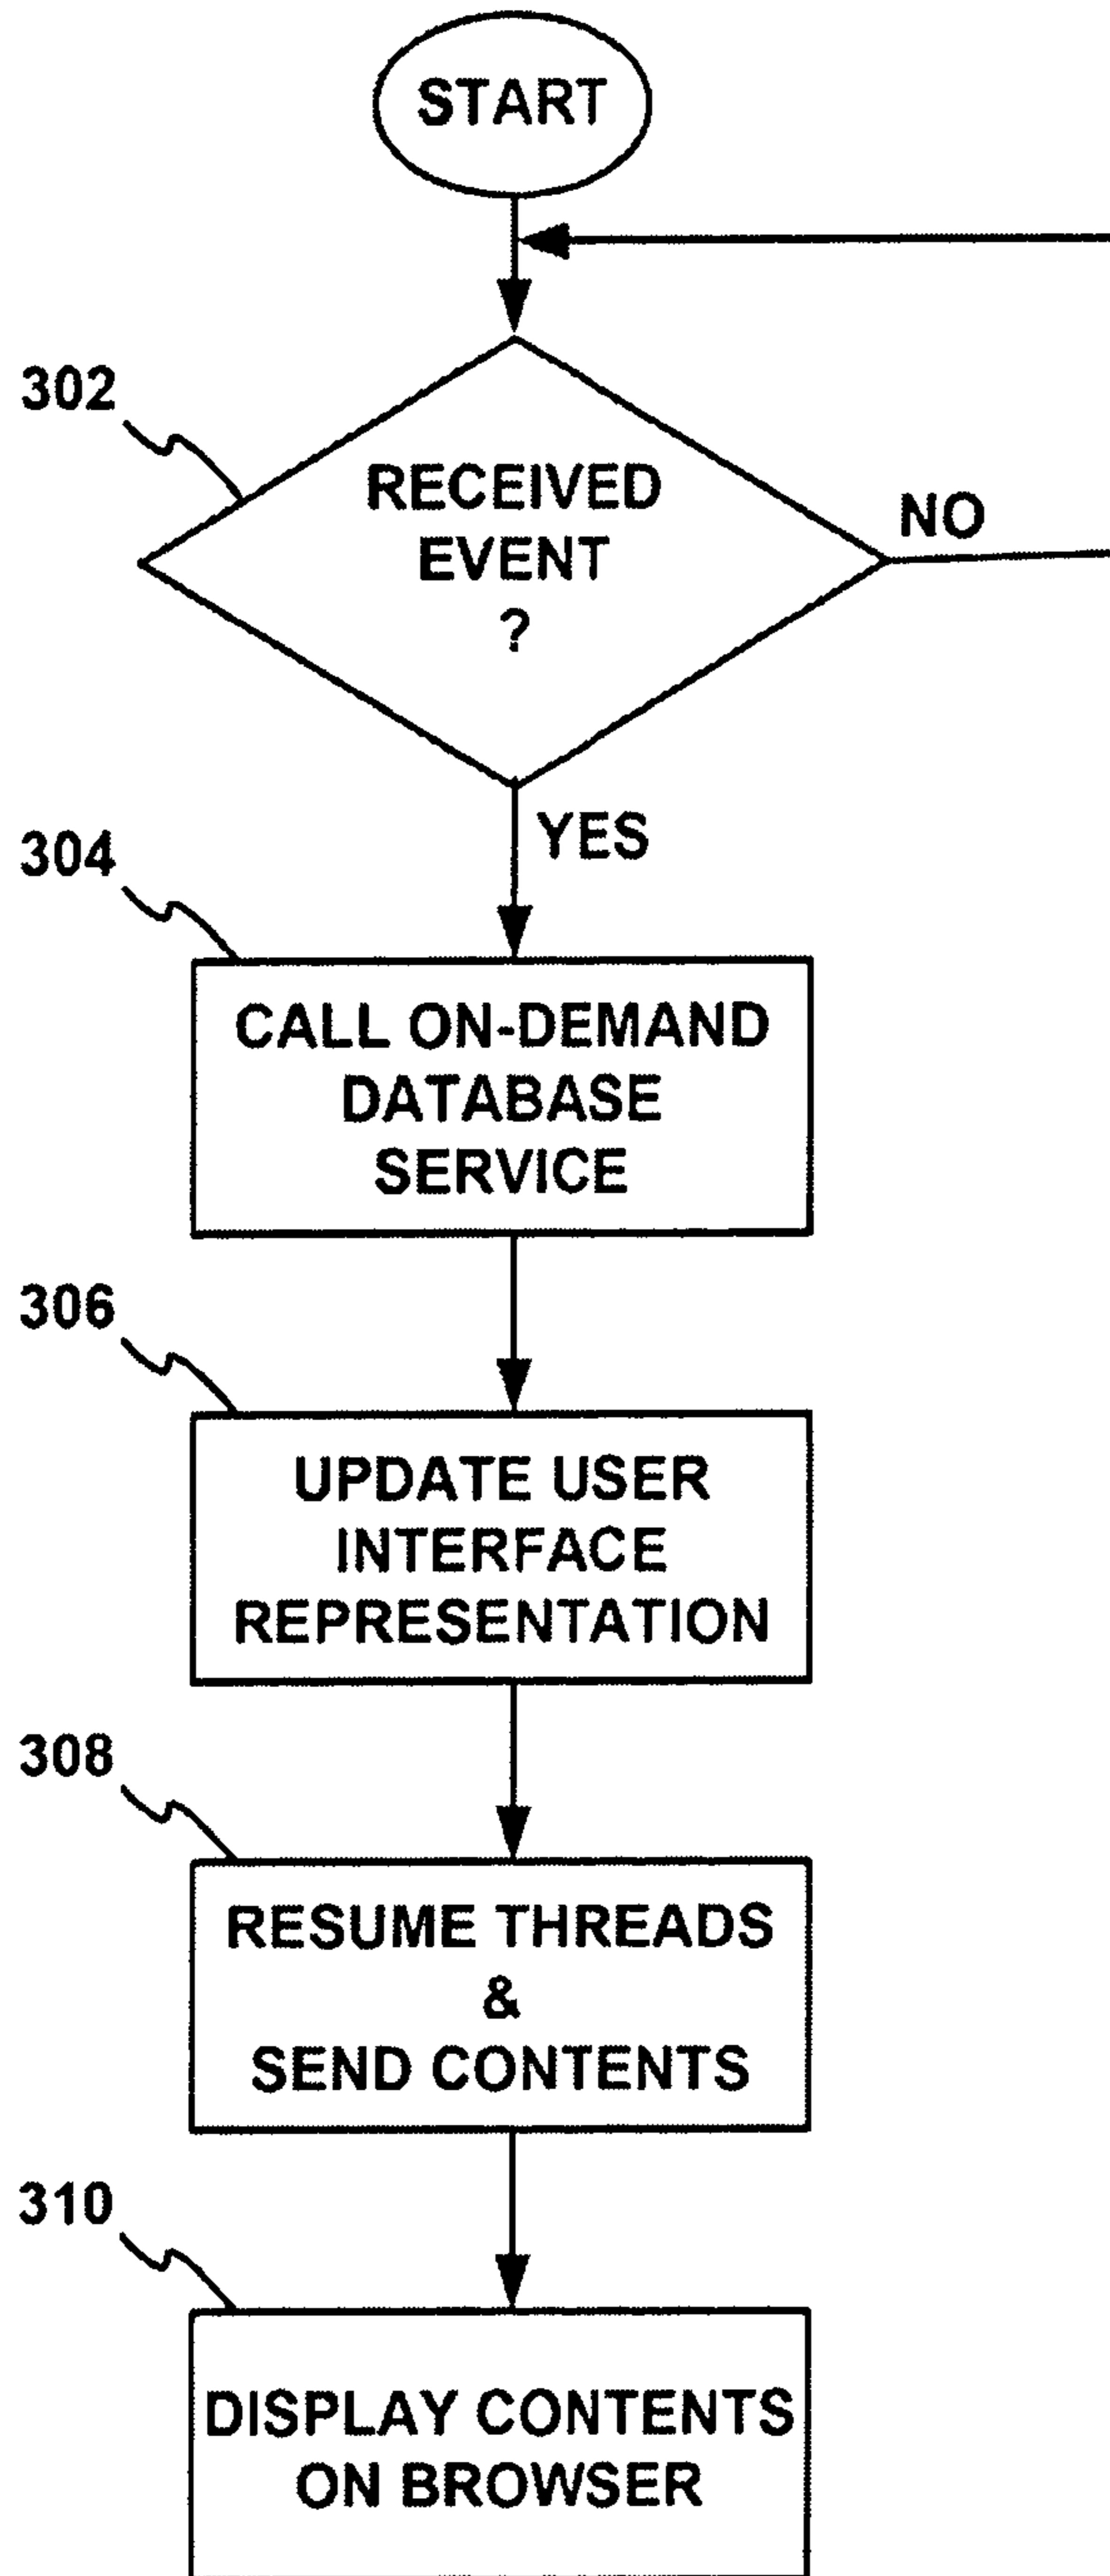 START
302
RECEIVED
EVENT
?
NO
YES
304
CALL ON-DEMAND
DATABASE
SERVICE
306
UPDATE USER
INTERFACE
REPRESENTATION
308
RESUME THREADS
&
SEND CONTENTS
310
DISPLAY CONTENTS
ON BROWSER